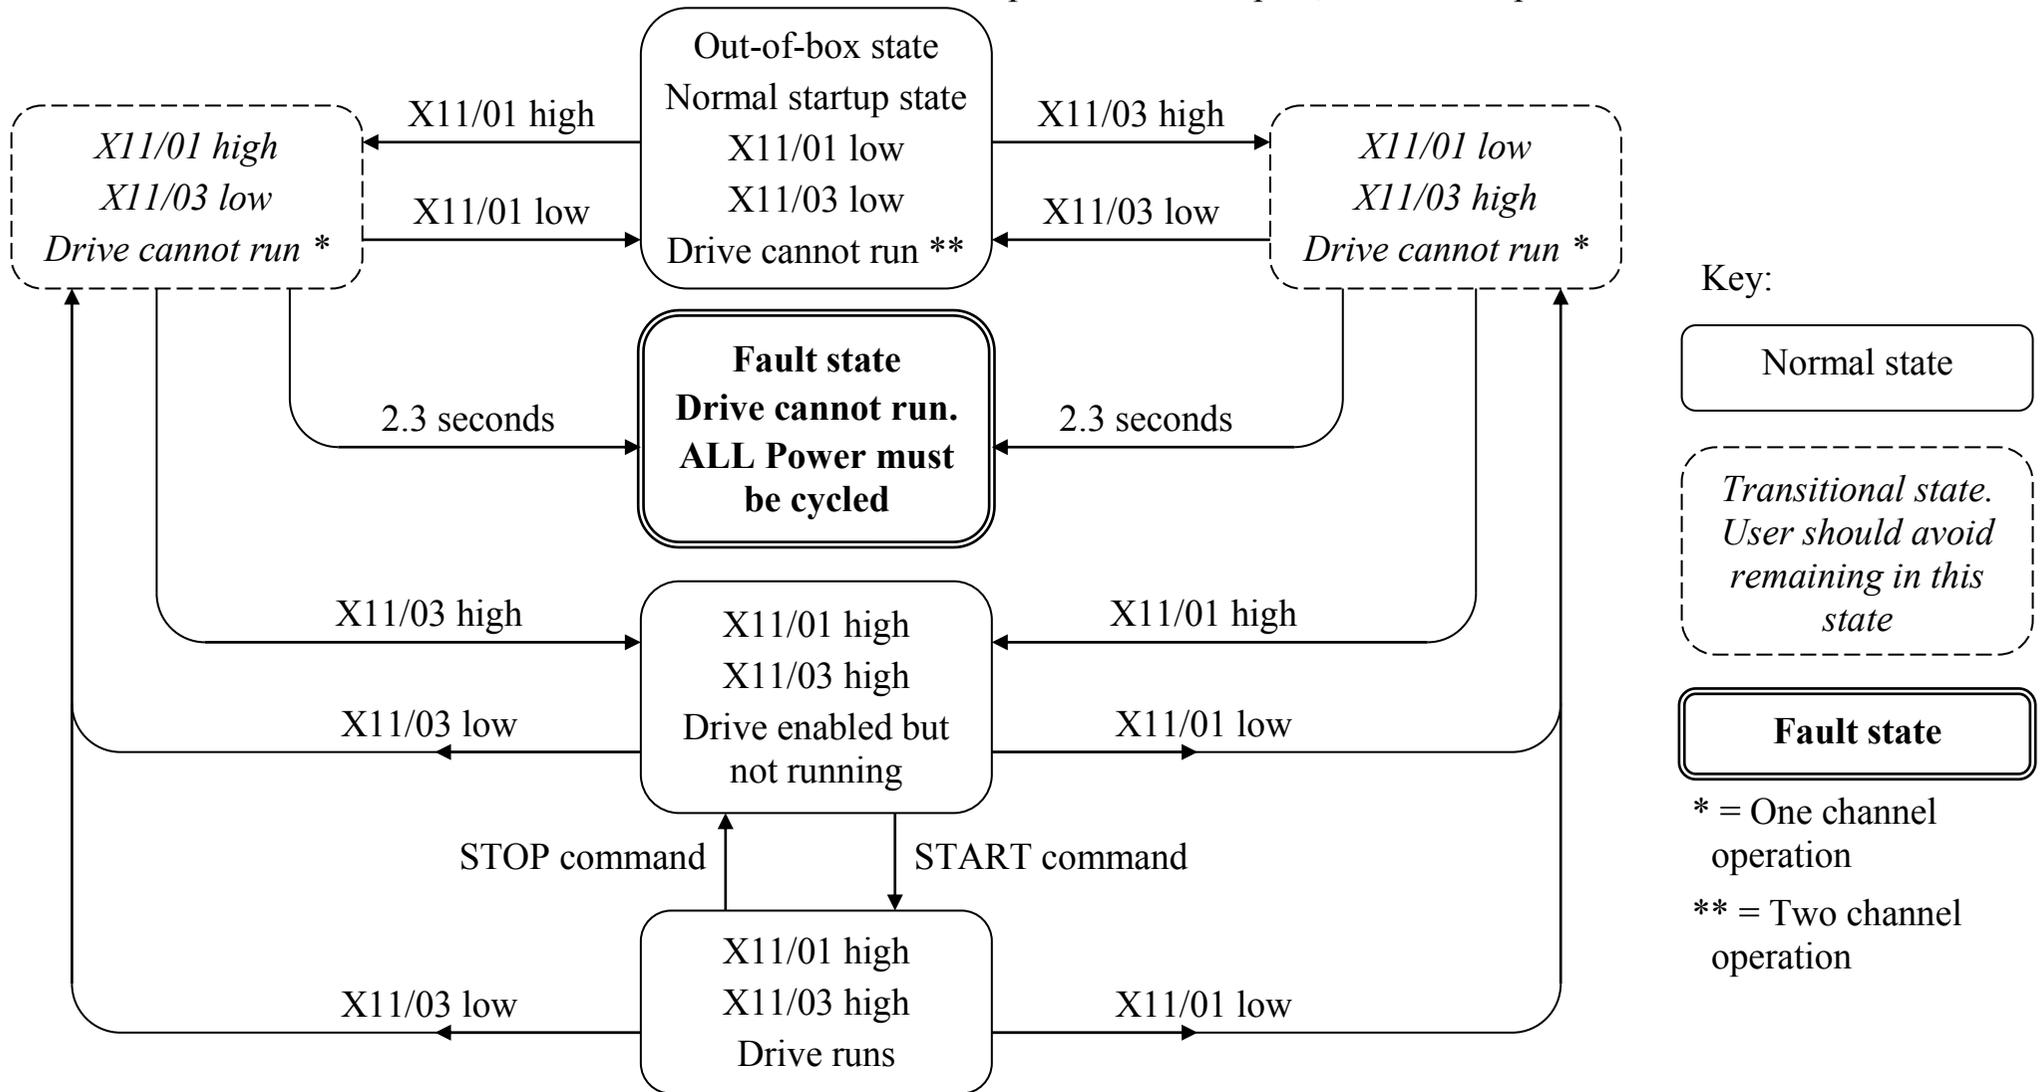 Out-of-box state
Normal startup state
X11/01 low
X11/03 low
Drive cannot run **
X11/01 high
X11/01 low
X11/03 high
X11/03 low
X11/01 high
X11/03 low
Drive cannot run *
X11/01 low
X11/03 high
Drive cannot run *
Fault state
Drive cannot run.
ALL Power must
be cycled
2.3 seconds
2.3 seconds
X11/03 high
X11/01 high
X11/01 high
X11/03 high
Drive enabled but
not running
X11/03 low
X11/01 low
STOP command
START command
X11/01 high
X11/03 high
Drive runs
X11/03 low
X11/01 low
Key:
Normal state
Transitional state.
User should avoid
remaining in this
state
Fault state
* = One channel
operation
** = Two channel
operation